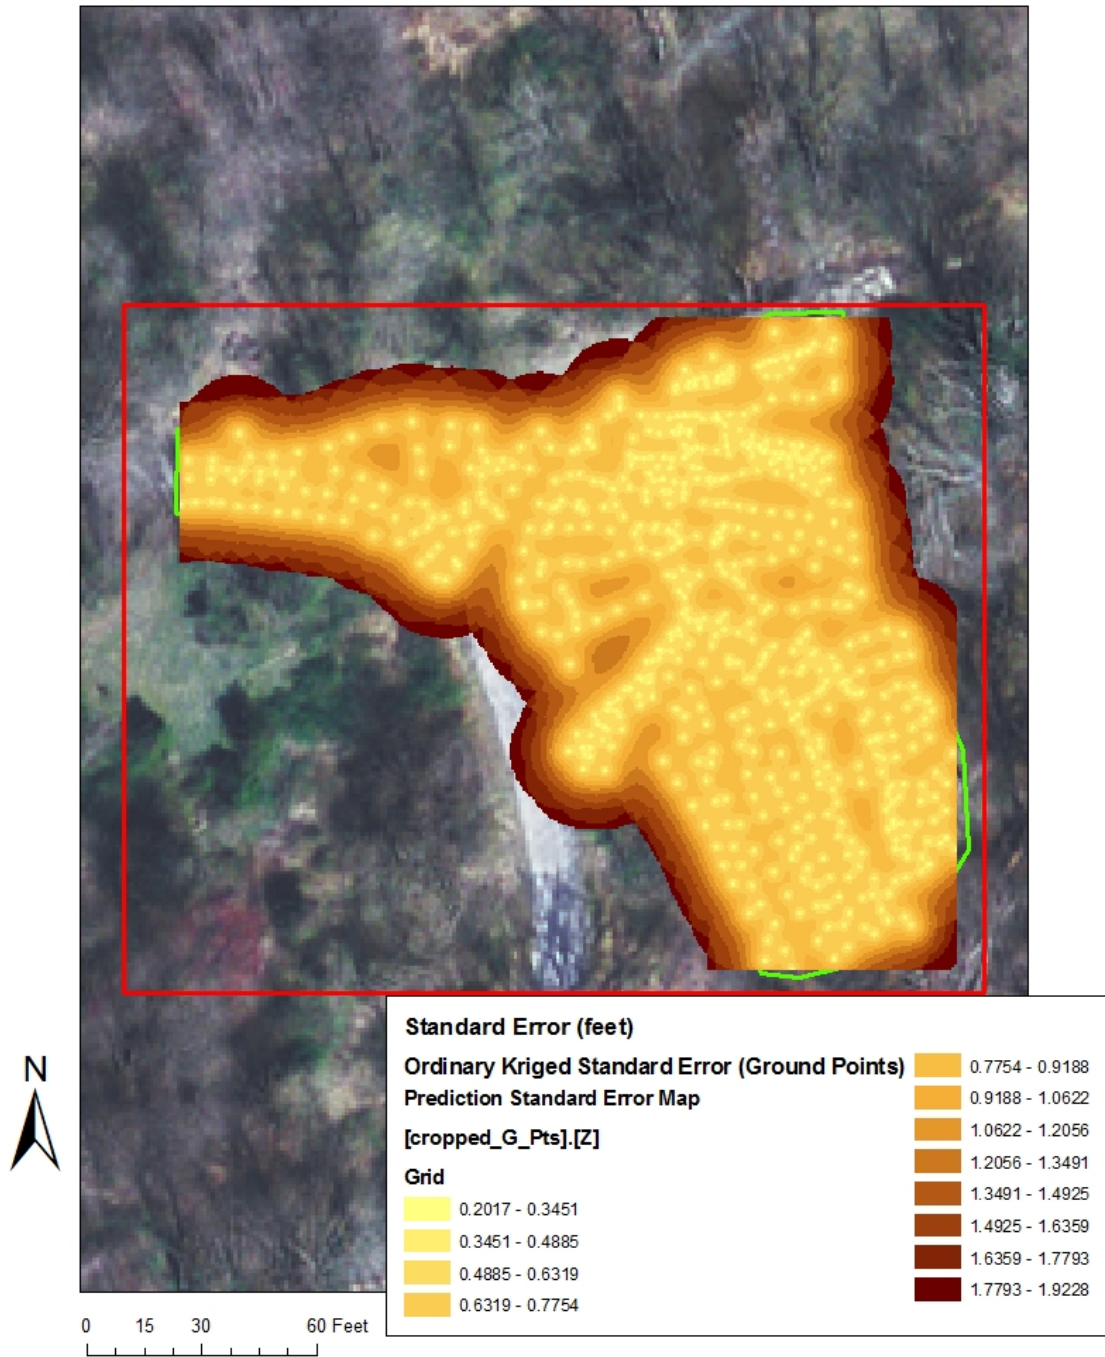 N
0 15 30 60 Feet
Standard Error (feet)
Ordinary Kriged Standard Error (Ground Points)
Prediction Standard Error Map
[cropped_G_Pts].[Z]
Grid
0.2017 - 0.3451
0.3451 - 0.4885
0.4885 - 0.6319
0.6319 - 0.7754
0.7754 - 0.9188
0.9188 - 1.0622
1.0622 - 1.2056
1.2056 - 1.3491
1.3491 - 1.4925
1.4925 - 1.6359
1.6359 - 1.7793
1.7793 - 1.9228